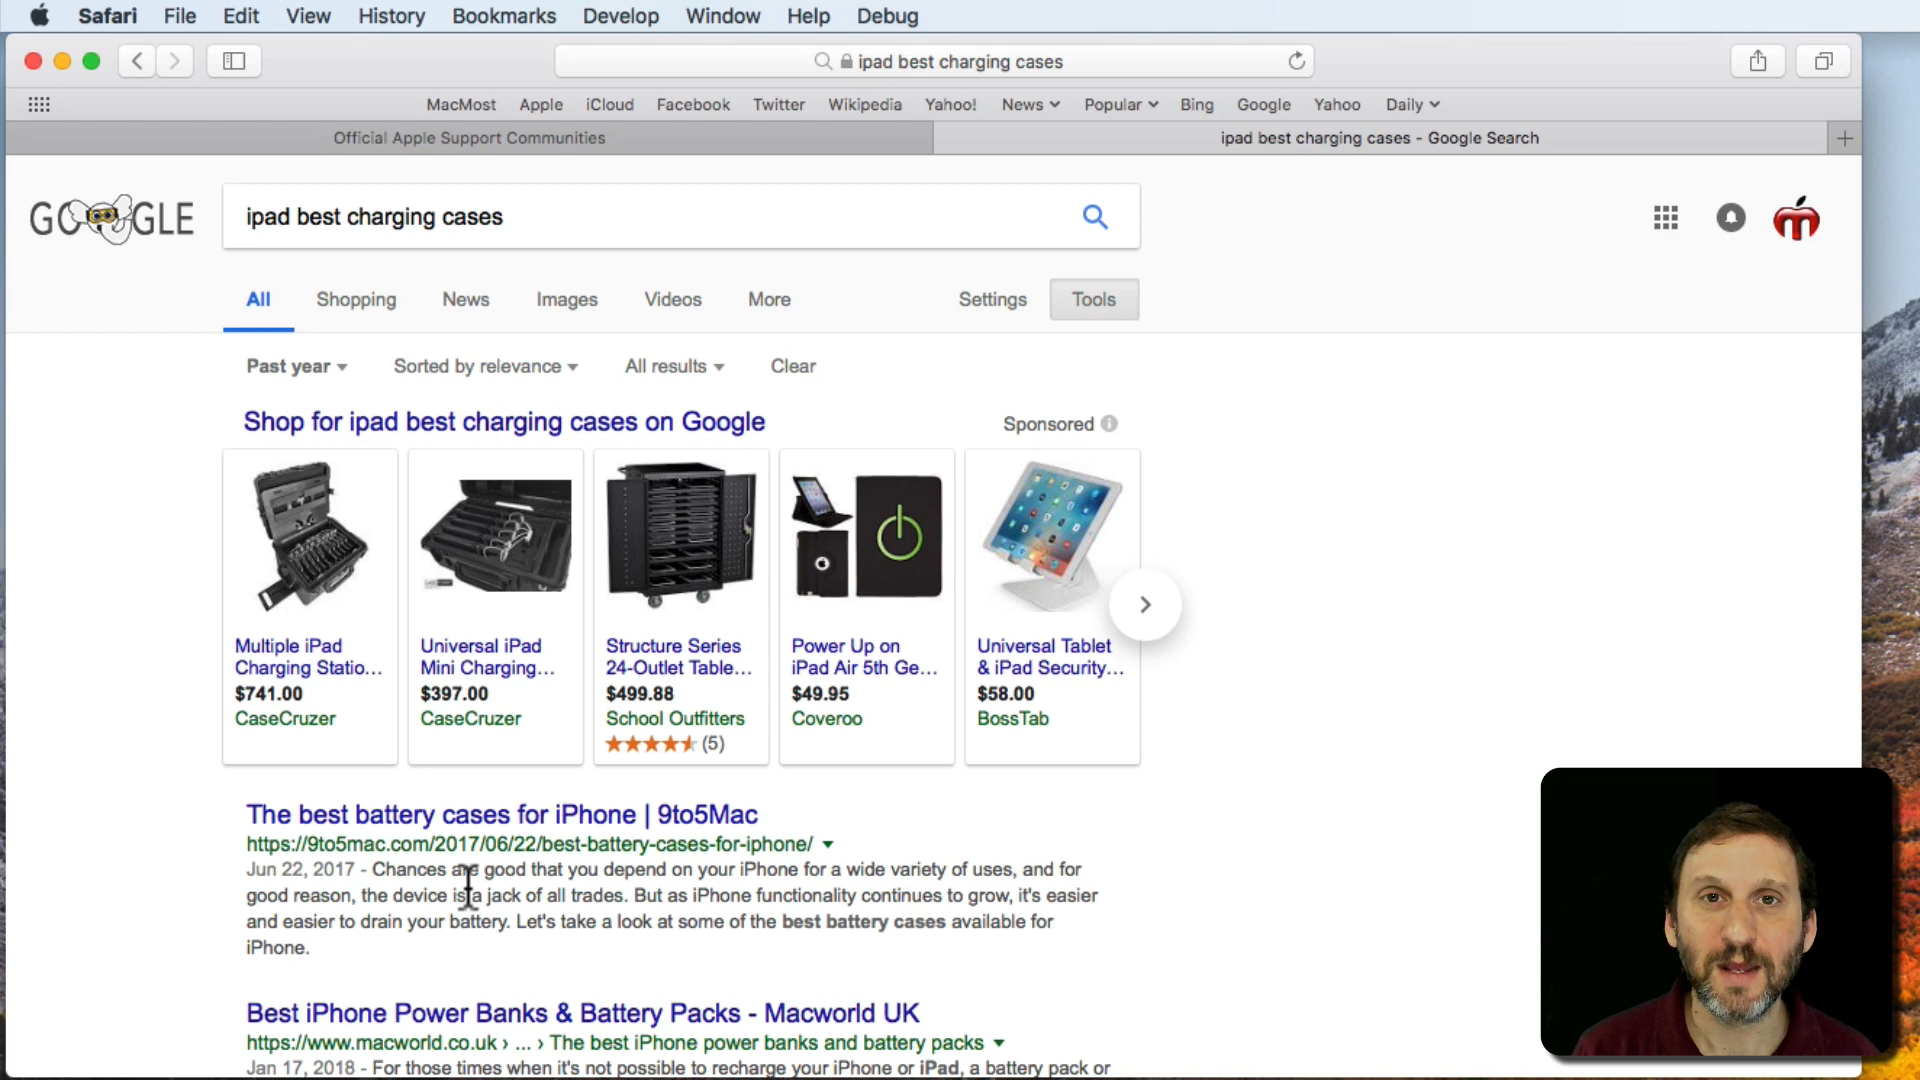 Safari File Edit View History Bookmarks Develop Window Help Debug
ipad best charging cases
MacMost Apple iCloud Facebook Twitter Wikipedia Yahoo! News Popular Bing Google Yahoo Daily
Official Apple Support Communities
ipad best charging cases - Google Search
GOOGLE
ipad best charging cases
All Shopping News Images Videos More Settings Tools
Past year Sorted by relevance All results Clear
Shop for ipad best charging cases on Google
Sponsored
Multiple iPad
Charging Statio...
$741.00
CaseCruzer
Universal iPad
Mini Charging...
$397.00
CaseCruzer
Structure Series
24-Outlet Table...
$499.88
School Outfitters
(5)
Power Up on
iPad Air 5th Ge...
$49.95
Coveroo
Universal Tablet
& iPad Security...
$58.00
BossTab
The best battery cases for iPhone | 9to5Mac
https://9to5mac.com/2017/06/22/best-battery-cases-for-iphone/
Jun 22, 2017 - Chances are good that you depend on your iPhone for a wide variety of uses, and for
good reason, the device is a jack of all trades. But as iPhone functionality continues to grow, it's easier
and easier to drain your battery. Let's take a look at some of the best battery cases available for
iPhone.
Best iPhone Power Banks & Battery Packs - Macworld UK
https://www.macworld.co.uk › ... › The best iPhone power banks and battery packs
Jan 17, 2018 - For those times when it's not possible to recharge your iPhone or iPad, a battery pack or